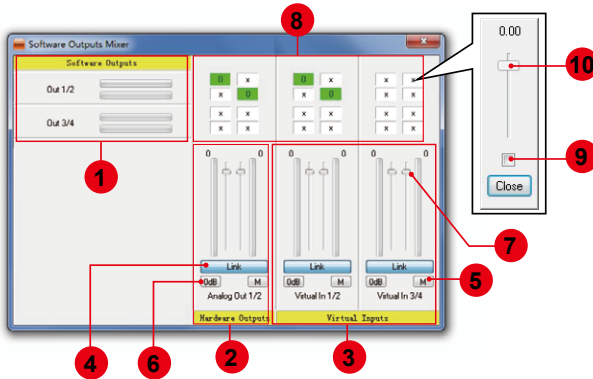 8
0.00
Software Outputs Mixer
Software Outputs
0 x 0 x x x
10
Out 1/2
x 0 x 0 x x
Out 3/4
x x x x x x
9
1
0 0 0 0 0 0
Close
7
4
Link Link Link
5
0dB M 0dB M 0dB M
Analog Out 1/2 Virtual In 1/2 Virtual In 3/4
Hardware Outputs Virtual Inputs
4 2 6 3